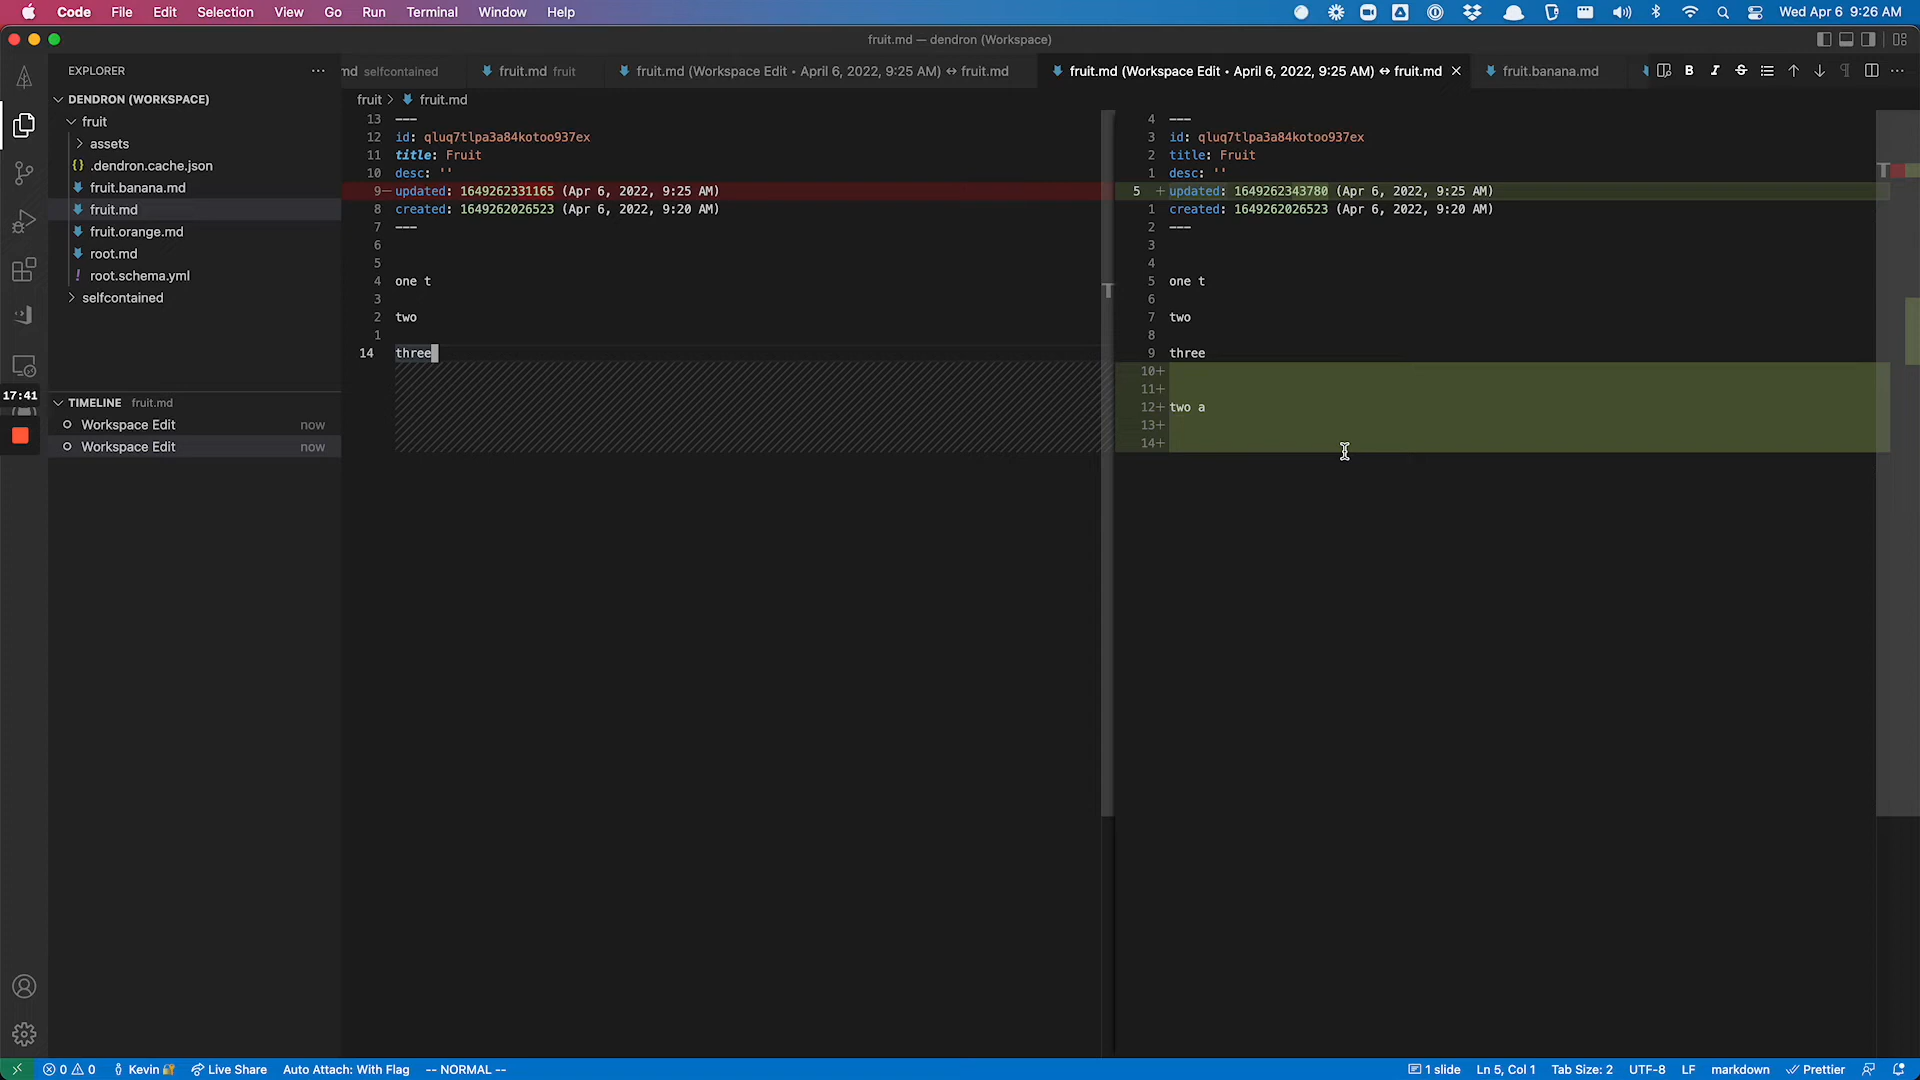 Code File Edit Selection View Go Run Terminal Window Help Wed Apr 6 9:26 AM
fruit.md — dendron (Workspace)
EXPLORER
md selfcontained
fruit.md fruit
fruit.md (Workspace Edit • April 6, 2022, 9:25 AM) ↔ fruit.md
fruit.md (Workspace Edit • April 6, 2022, 9:25 AM) ↔ fruit.md
fruit.banana.md
DENDRON (WORKSPACE)
fruit
assets
.dendron.cache.json
fruit.banana.md
fruit.md
fruit.orange.md
root.md
root.schema.yml
selfcontained
17:41
TIMELINE fruit.md
Workspace Edit now
Workspace Edit now
fruit > fruit.md
13 ---
12 id: qluq7tlpa3a84kotoo937ex
11 title: Fruit
10 desc: ''
9— updated: 1649262331165 (Apr 6, 2022, 9:25 AM)
8 created: 1649262026523 (Apr 6, 2022, 9:20 AM)
7 ---
6
5
4 one t
3
2 two
1
14 three
4 ---
3 id: qluq7tlpa3a84kotoo937ex
2 title: Fruit
1 desc: ''
5 + updated: 1649262343780 (Apr 6, 2022, 9:25 AM)
1 created: 1649262026523 (Apr 6, 2022, 9:20 AM)
2 ---
3
4
5 one t
6
7 two
8
9 three
10+
11+
12+ two a
13+
14+
0 0 Kevin Live Share Auto Attach: With Flag -- NORMAL -- 1 slide Ln 5, Col 1 Tab Size: 2 UTF-8 LF markdown Prettier